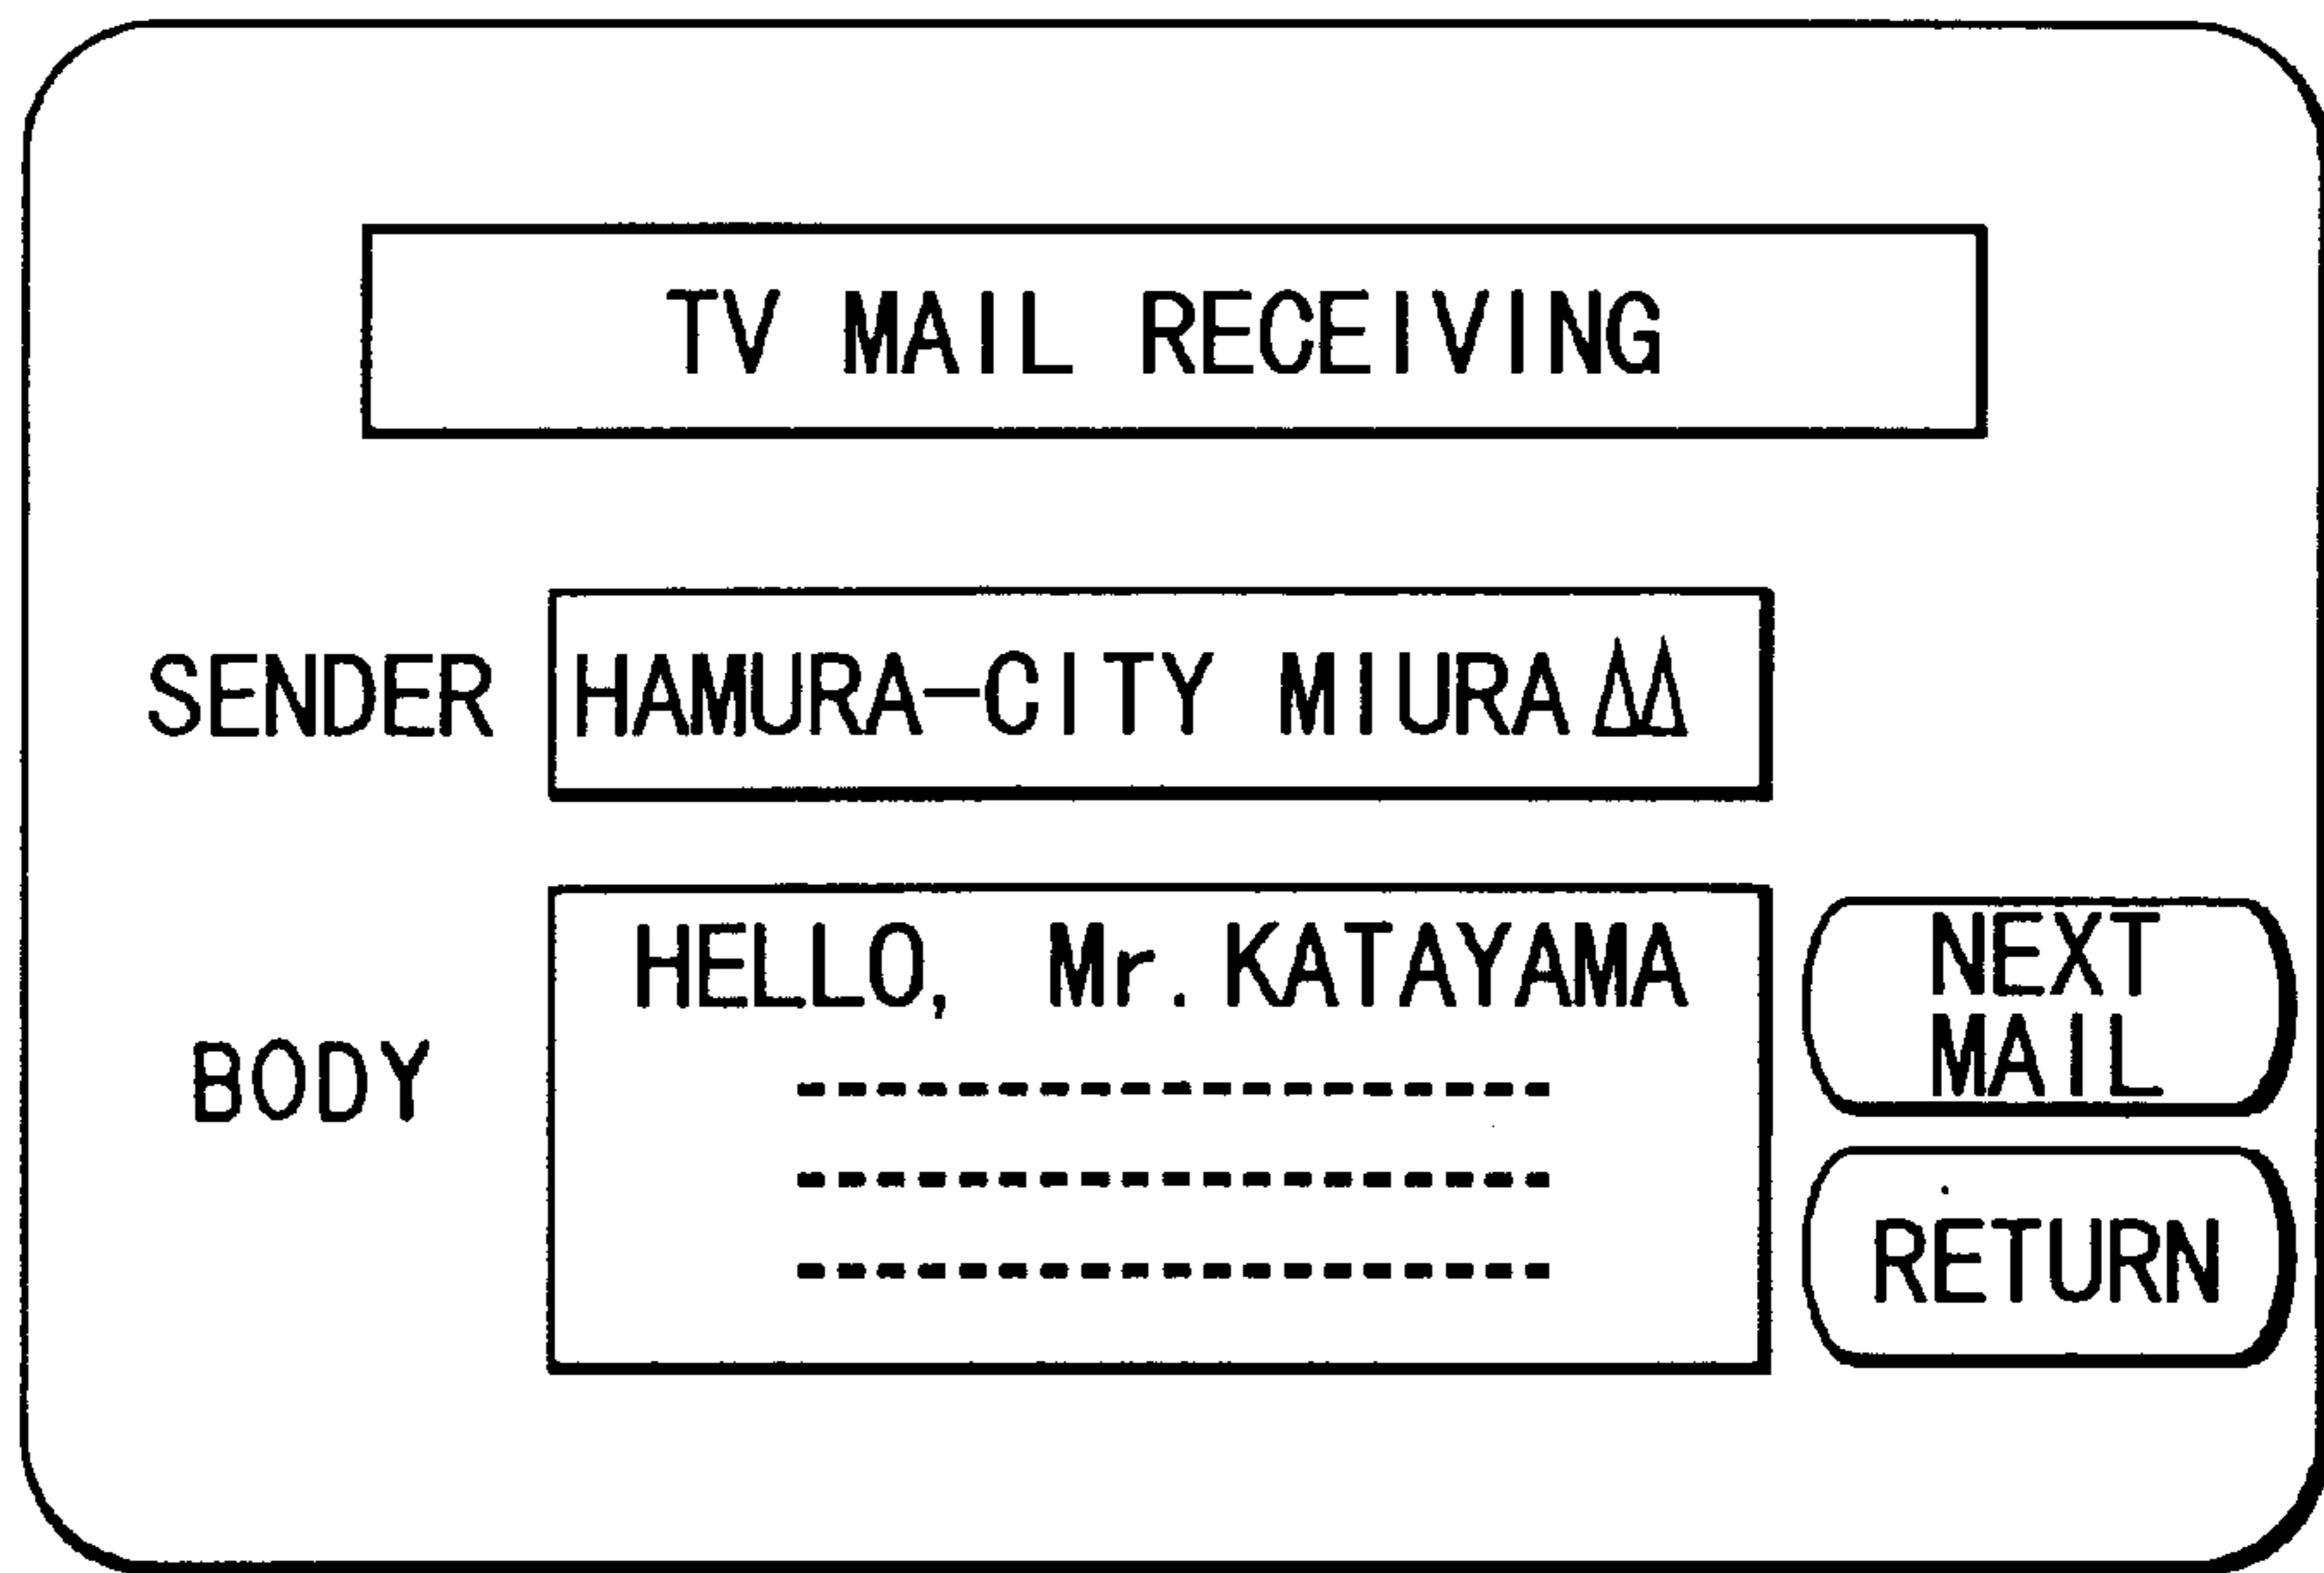 TV MAIL RECEIVING
SENDER HAMURA-CITY MIURA ΔΔ
BODY
HELLO, Mr. KATAYAMA
NEXT
MAIL
RETURN